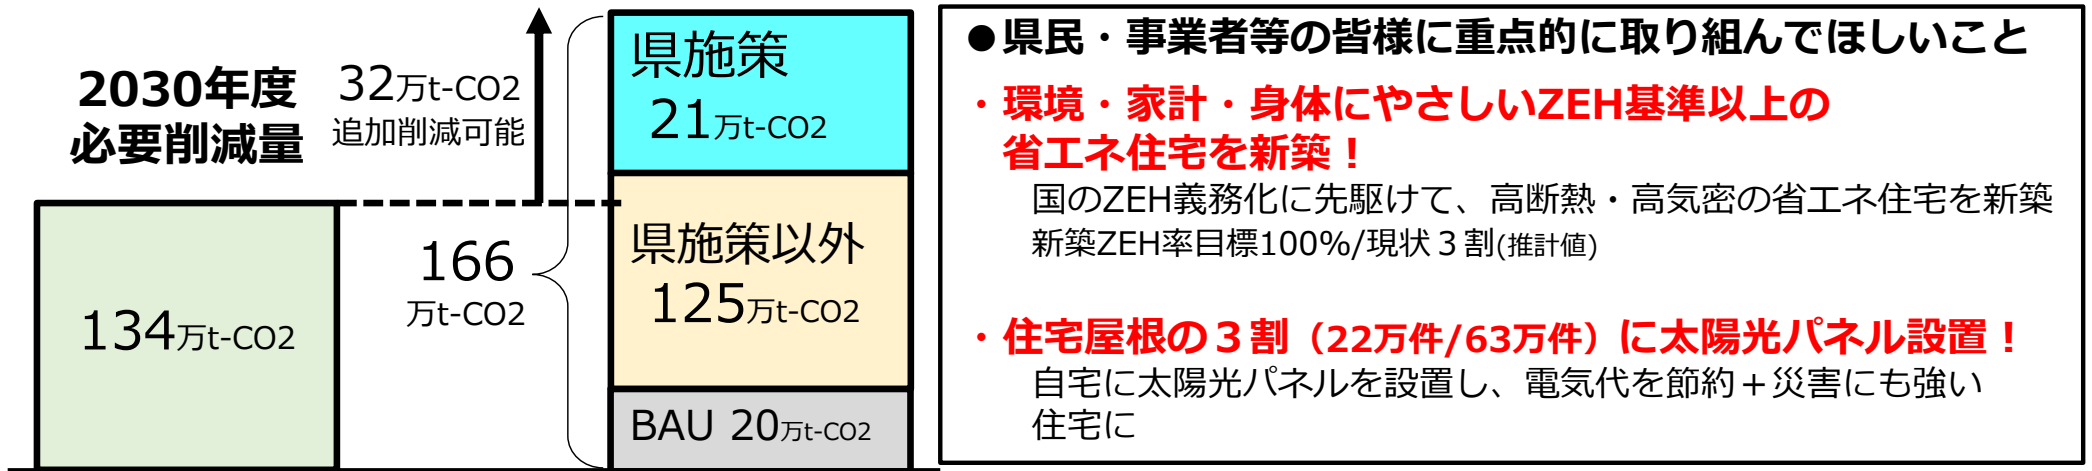 2030年度
必要削減量
32万t-CO2
追加削減可能
134万t-CO2
166
万t-CO2
県施策
21万t-CO2
県施策以外
125万t-CO2
BAU 20万t-CO2
●県民・事業者等の皆様に重点的に取り組んでほしいこと
・環境・家計・身体にやさしいZEH基準以上の
省エネ住宅を新築！
国のZEH義務化に先駆けて、高断熱・高気密の省エネ住宅を新築
新築ZEH率目標100%/現状３割(推計値)
・住宅屋根の３割（22万件/63万件）に太陽光パネル設置！
自宅に太陽光パネルを設置し、電気代を節約＋災害にも強い
住宅に